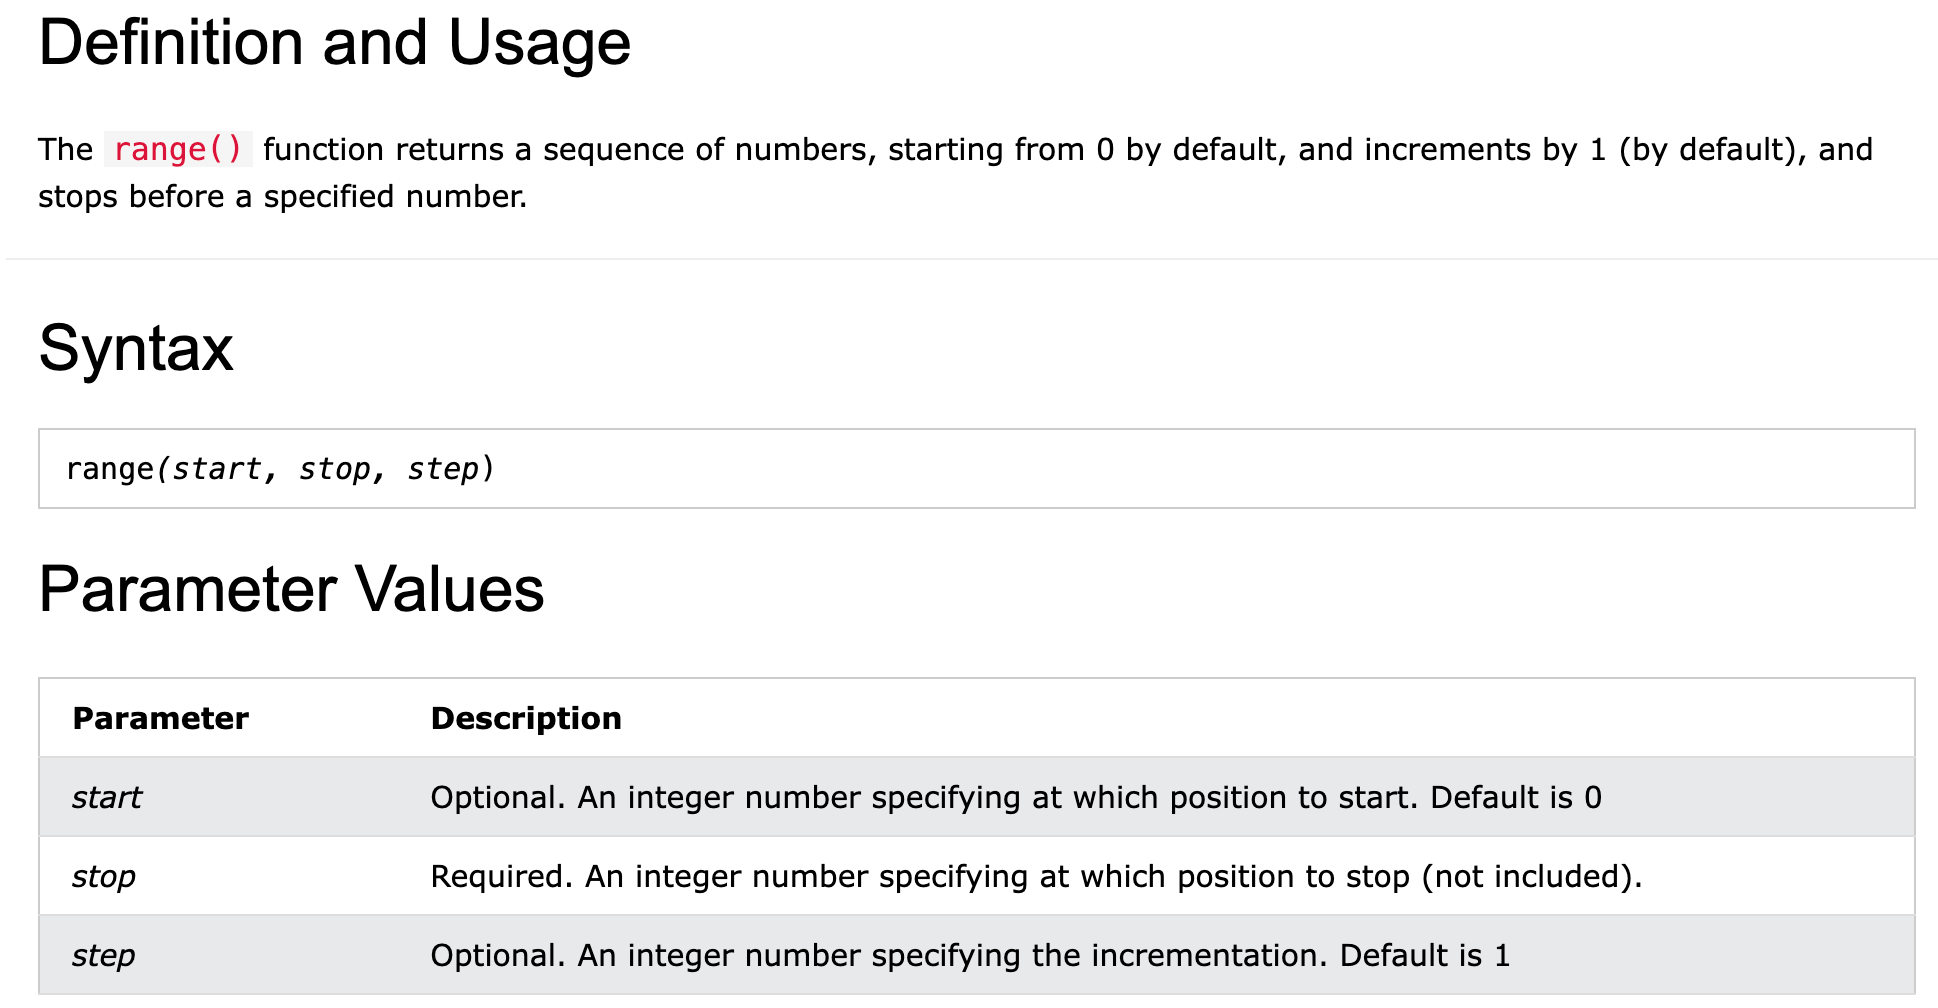 Definition and Usage
The range() function returns a sequence of numbers, starting from 0 by default, and increments by 1 (by default), and
stops before a specified number.
Syntax
range(start, stop, step)
Parameter Values
Parameter Description
start Optional. An integer number specifying at which position to start. Default is 0
stop Required. An integer number specifying at which position to stop (not included).
step Optional. An integer number specifying the incrementation. Default is 1